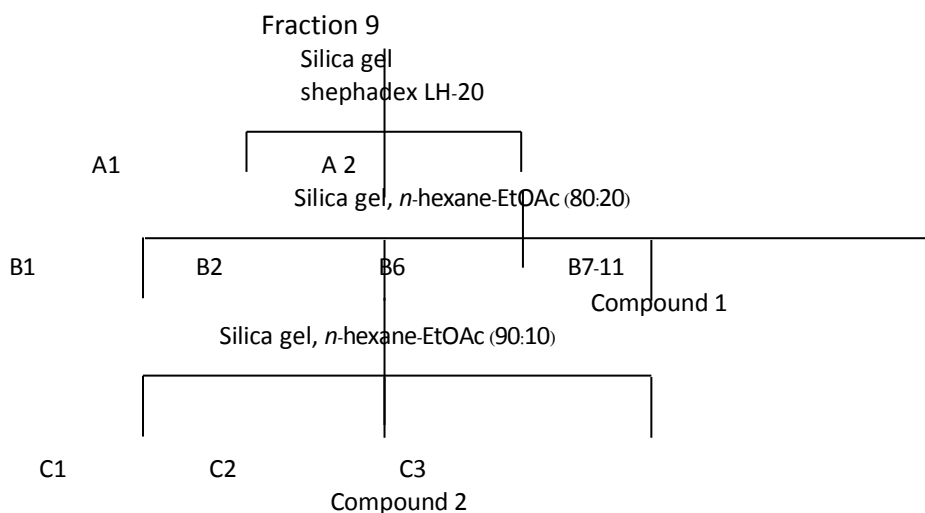 Fraction 9
Silica gel
shephadex LH-20
A1 A 2
Silica gel, n-hexane-EtOAc (80:20)
B1 B2 B6 B7-11
Compound 1
Silica gel, n-hexane-EtOAc (90:10)
C1 C2 C3
Compound 2